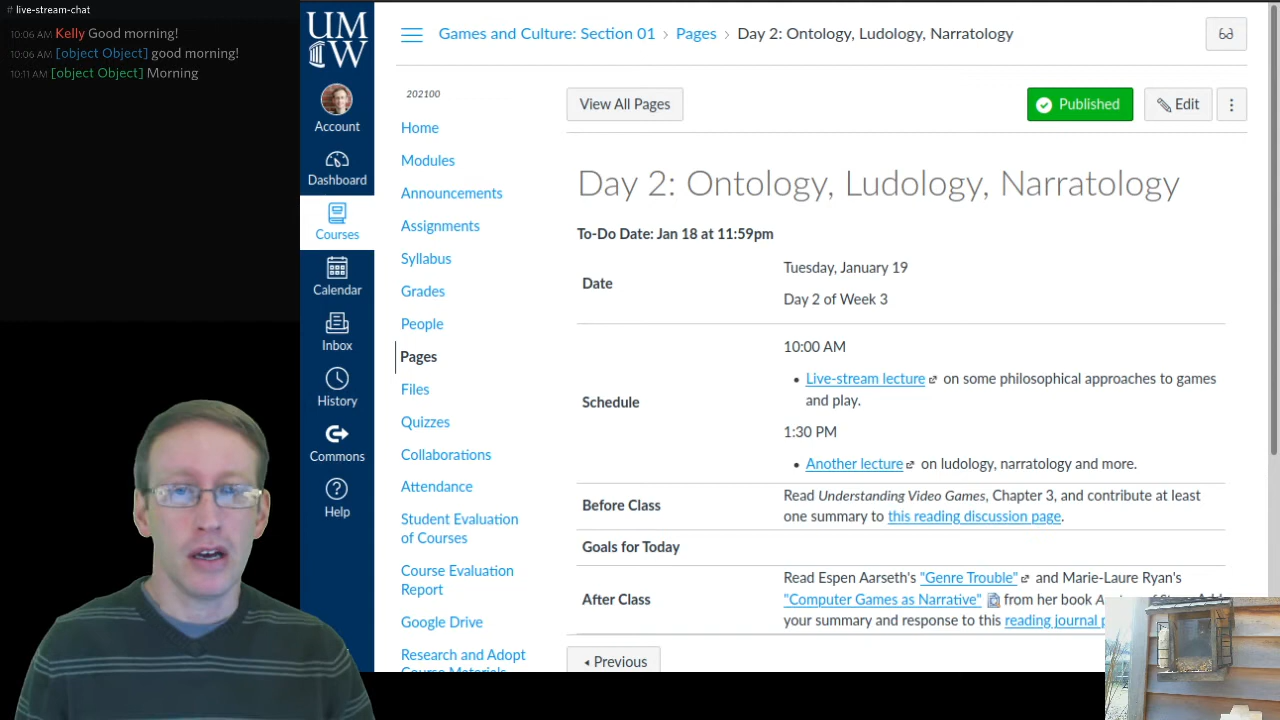 # live-stream-chat
10:06 AM Kelly Good morning!
10:06 AM [object Object] good morning!
10:11 AM [object Object] Morning
UMW
Account
Dashboard
Courses
Calendar
Inbox
History
Commons
Help
Games and Culture: Section 01 › Pages › Day 2: Ontology, Ludology, Narratology
202100
Home
Modules
Announcements
Assignments
Syllabus
Grades
People
Pages
Files
Quizzes
Collaborations
Attendance
Student Evaluation
of Courses
Course Evaluation
Report
Google Drive
Research and Adopt
View All Pages
Published
Edit
Day 2: Ontology, Ludology, Narratology
To-Do Date: Jan 18 at 11:59pm
Date
Tuesday, January 19
Day 2 of Week 3
Schedule
10:00 AM
• Live-stream lecture on some philosophical approaches to games
and play.
1:30 PM
• Another lecture on ludology, narratology and more.
Before Class
Read Understanding Video Games, Chapter 3, and contribute at least
one summary to this reading discussion page.
Goals for Today
After Class
Read Espen Aarseth's "Genre Trouble" and Marie-Laure Ryan's
"Computer Games as Narrative" from her book
your summary and response to this reading journal
Previous